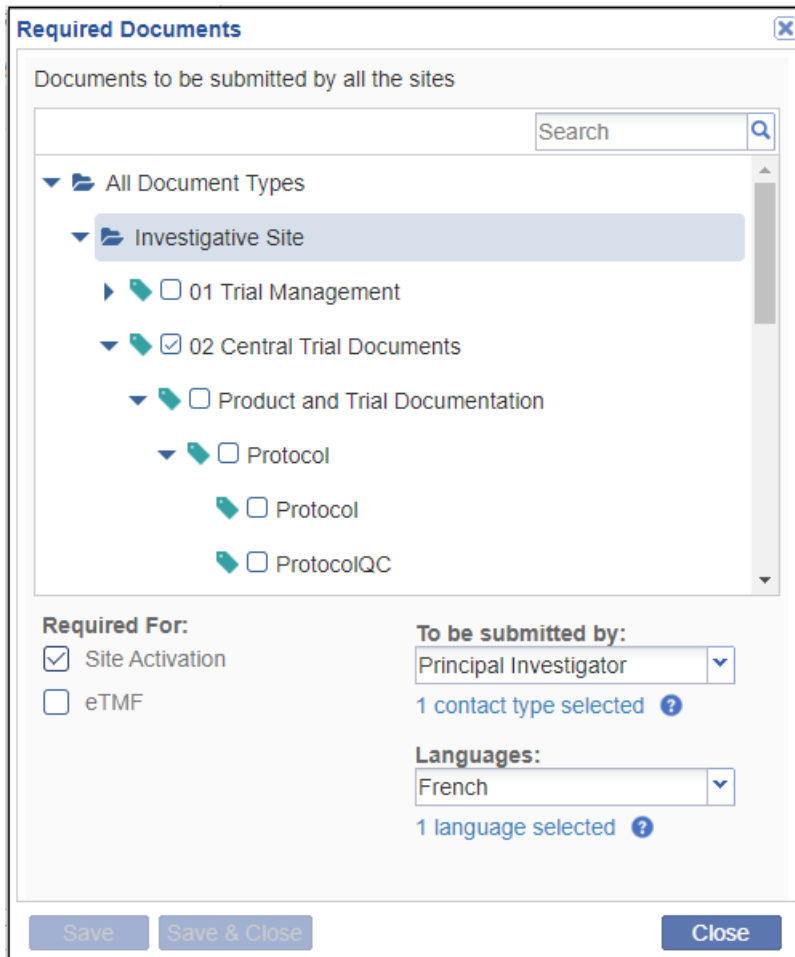 Required Documents
Documents to be submitted by all the sites
Search
All Document Types
Investigative Site
01 Trial Management
02 Central Trial Documents
Product and Trial Documentation
Protocol
Protocol
ProtocolQC
Required For:
Site Activation
eTMF
To be submitted by:
Principal Investigator
1 contact type selected ?
Languages:
French
1 language selected ?
Save Save & Close Close